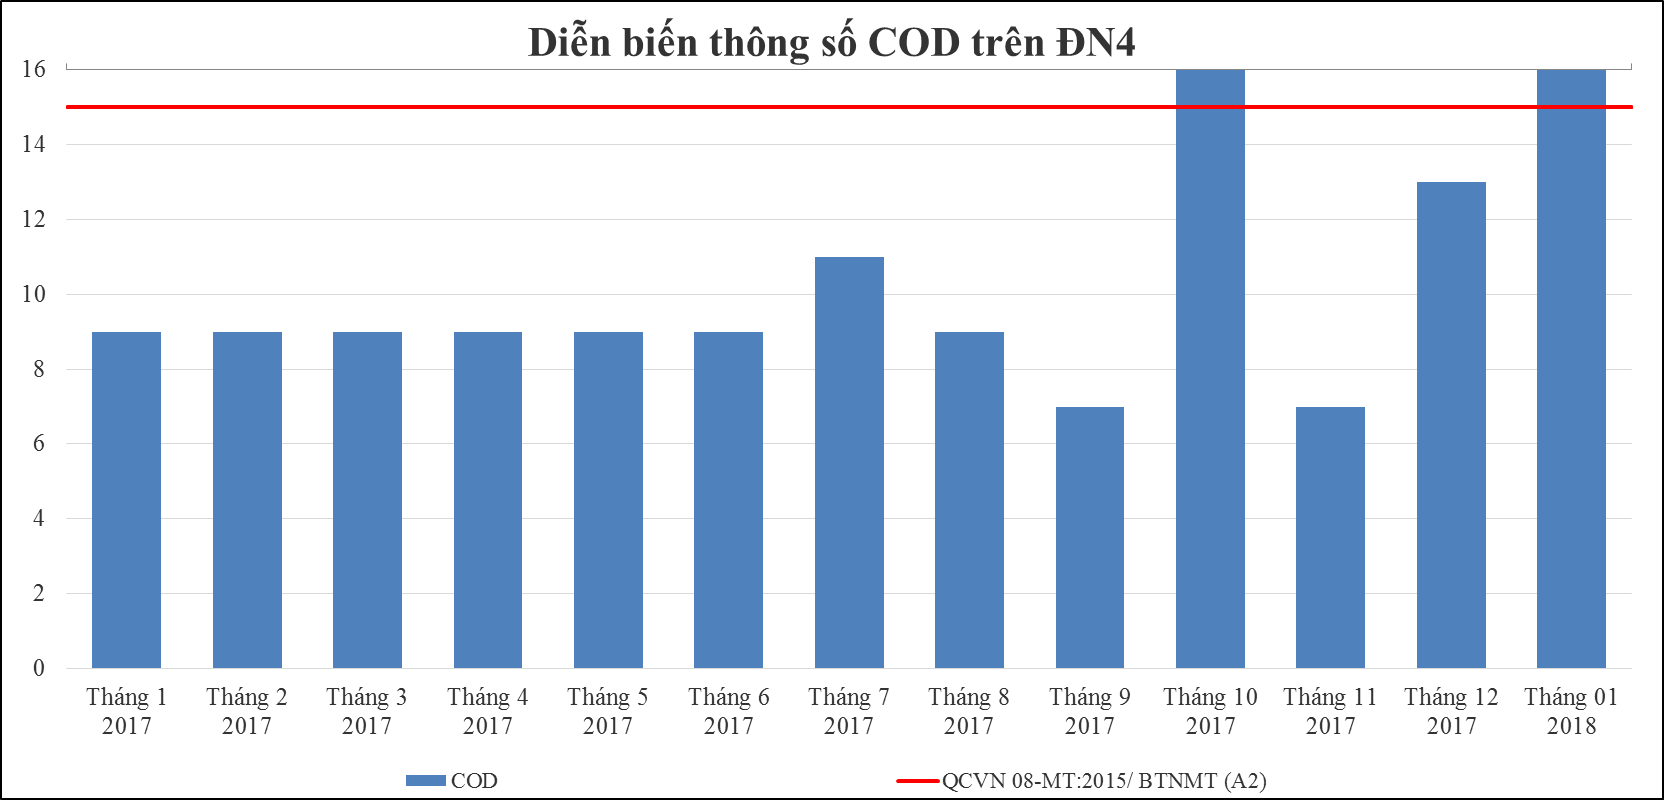 Diễn biến thông số COD trên ĐN4
16
14
12
10
8
6
4
2
0
Tháng 1
2017
Tháng 2
2017
Tháng 3
2017
Tháng 4
2017
Tháng 5
2017
Tháng 6
2017
Tháng 7
2017
Tháng 8
2017
Tháng 9
2017
Tháng 10
2017
Tháng 11
2017
Tháng 12
2017
Tháng 01
2018
COD
QCVN 08-MT:2015/ BTNMT (A2)